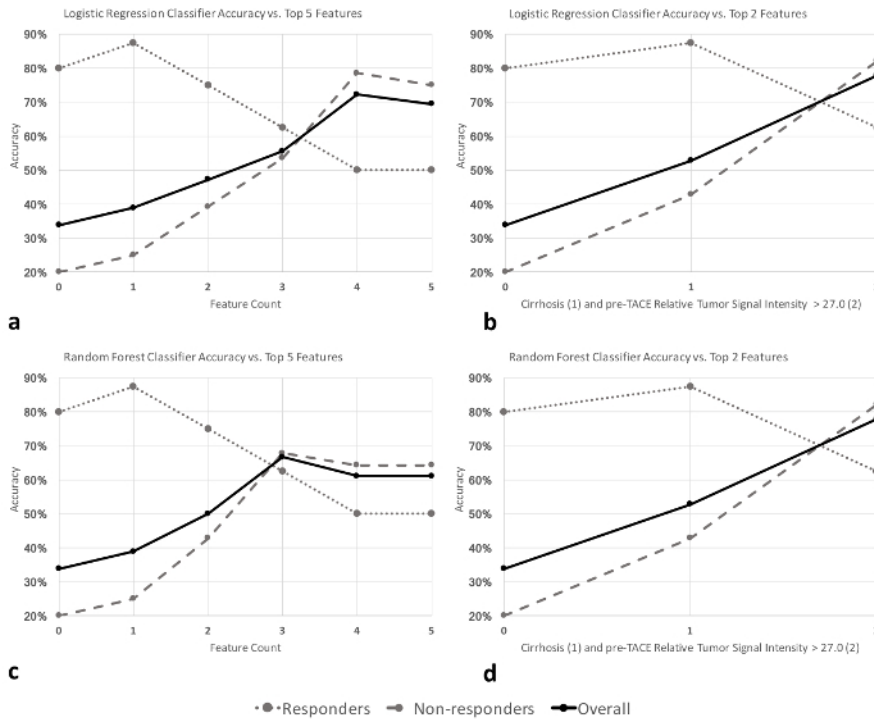 Logistic Regression Classifier Accuracy vs. Top 5 Features
90%
80%
70%
60%
50%
40%
30%
20%
Accuracy
0 1 2 3 4 5
Feature Count
a
Logistic Regression Classifier Accuracy vs. Top 2 Features
90%
80%
70%
60%
50%
40%
30%
20%
Accuracy
0 1
Cirrhosis (1) and pre-TACE Relative Tumor Signal Intensity > 27.0 (2)
b
Random Forest Classifier Accuracy vs. Top 5 Features
90%
80%
70%
60%
50%
40%
30%
20%
Accuracy
0 1 2 3 4 5
Feature Count
c
Random Forest Classifier Accuracy vs. Top 2 Features
90%
80%
70%
60%
50%
40%
30%
20%
Accuracy
0 1
Cirrhosis (1) and pre-TACE Relative Tumor Signal Intensity > 27.0 (2)
d
Responders Non-responders Overall